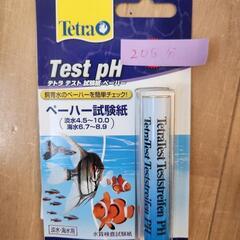 Tetra
Test pH
テトラ テスト 試験紙 ペーハー
飼育水のペーハーを簡単チェック!
ペーハー試験紙
(淡水4.5~10.0
海水6.7~8.9)
TetraTest Teststreifen PH
TetraTest Teststreifen PH
淡水・海水用
水質検査試験紙